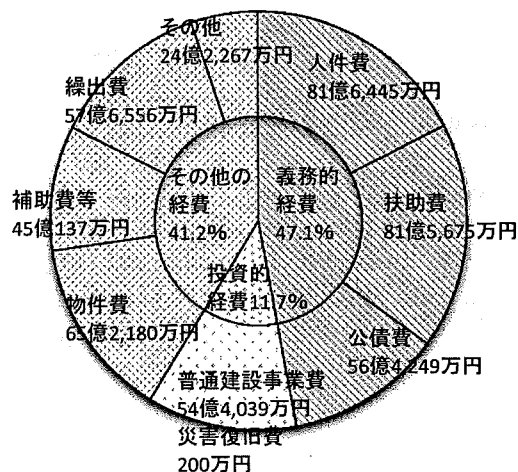 その他
24億2,267万円
人件費
81億6,445万円
繰出費
57億6,556万円
その他の
経費
41.2%
義務的
経費
47.1%
扶助費
81億5,675万円
補助費等
45億137万円
投資的
経費11.7%
物件費
65億2,180万円
公債費
56億4,249万円
普通建設事業費
54億4,039万円
災害復旧費
200万円